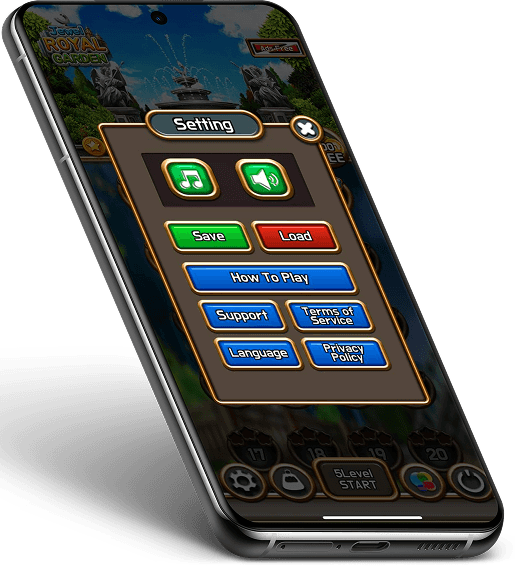 Jewel
ROYAL
GARDEN
Ads Free
Setting
Save
Load
How To Play
Support
Terms of
Service
Language
Privacy
Policy
17
18
19
20
5Level
START